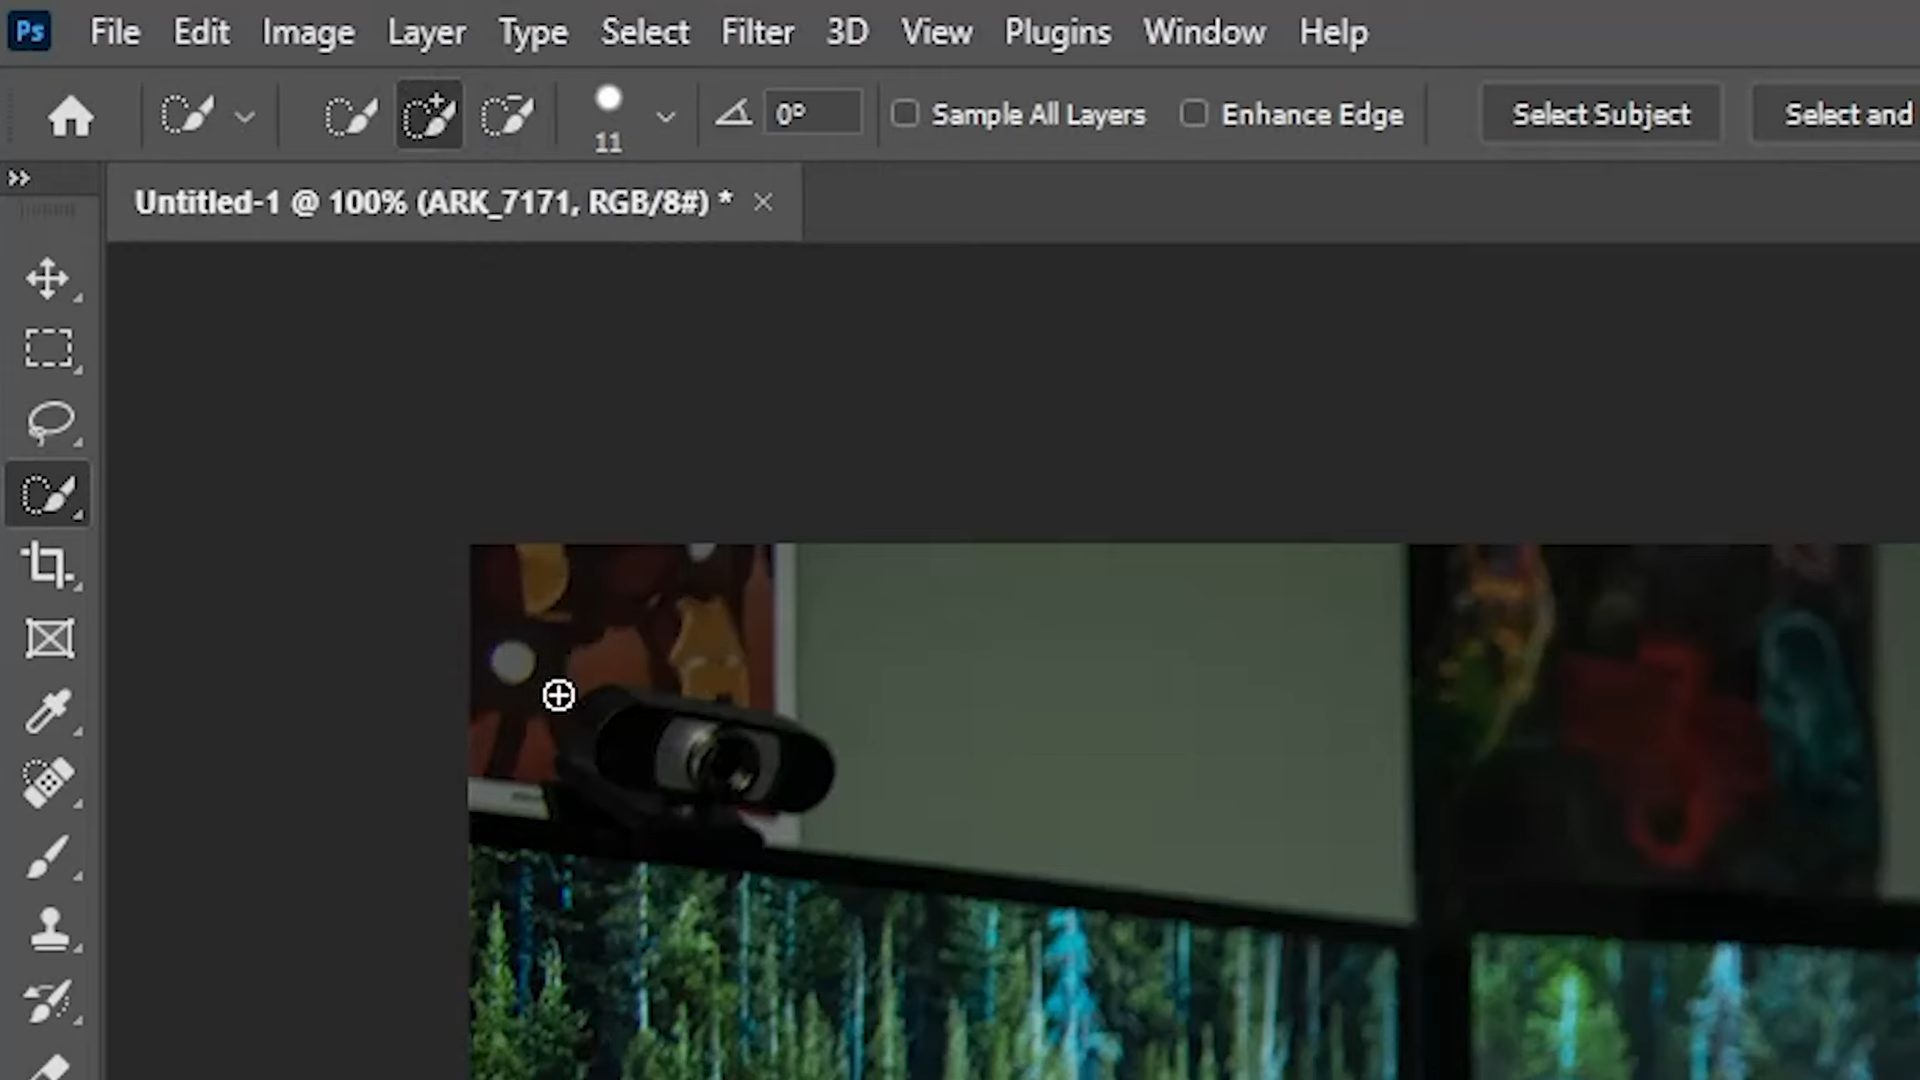 Ps File Edit Image Layer Type Select Filter 3D View Plugins Window Help
11 0° Sample All Layers Enhance Edge Select Subject Select and
Untitled-1 @ 100% (ARK_7171, RGB/8#) *